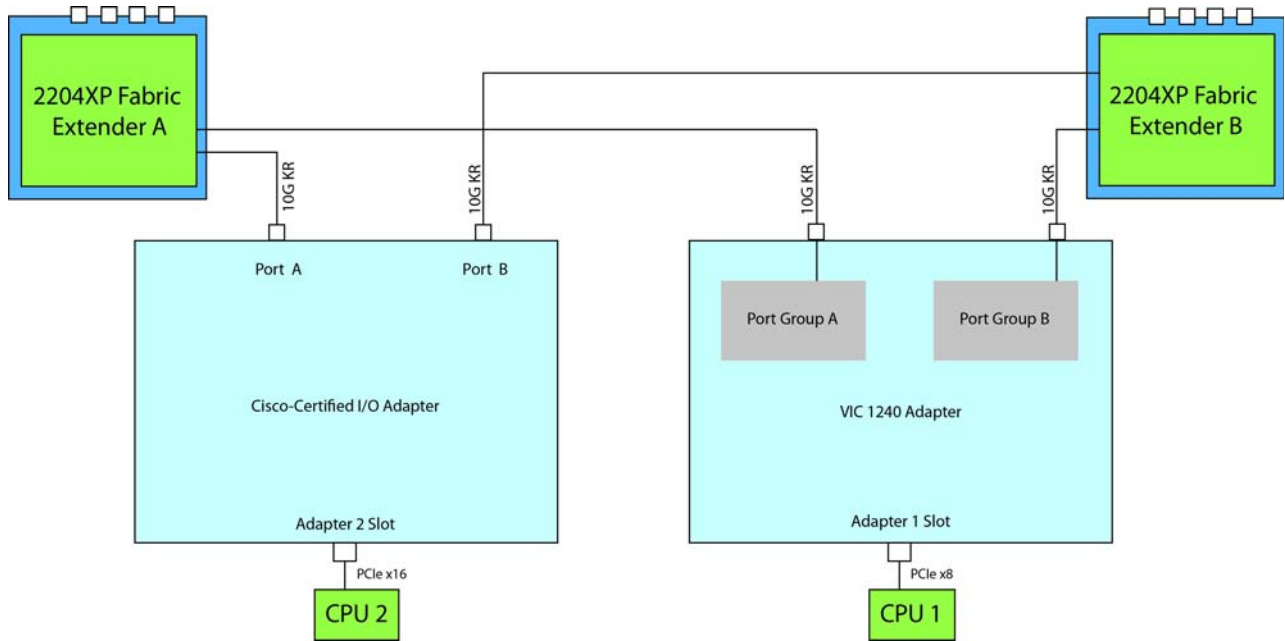 2204XP Fabric
Extender A
2204XP Fabric
Extender B
10G KR
10G KR
10G KR
10G KR
Port A
Port B
Port Group A
Port Group B
Cisco-Certified I/O Adapter
VIC 1240 Adapter
Adapter 2 Slot
Adapter 1 Slot
PCIe x16
PCIe x8
CPU 2
CPU 1